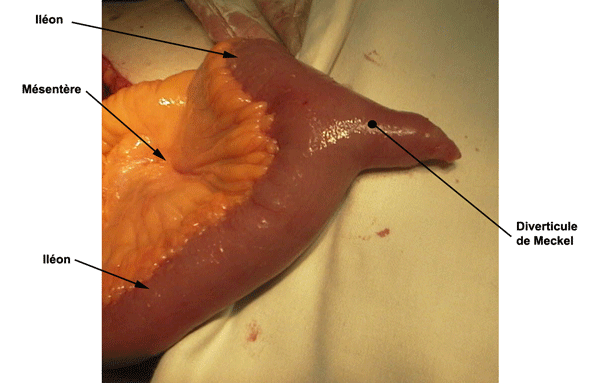 Iléon
Mésentère
Iléon
Diverticule
de Meckel